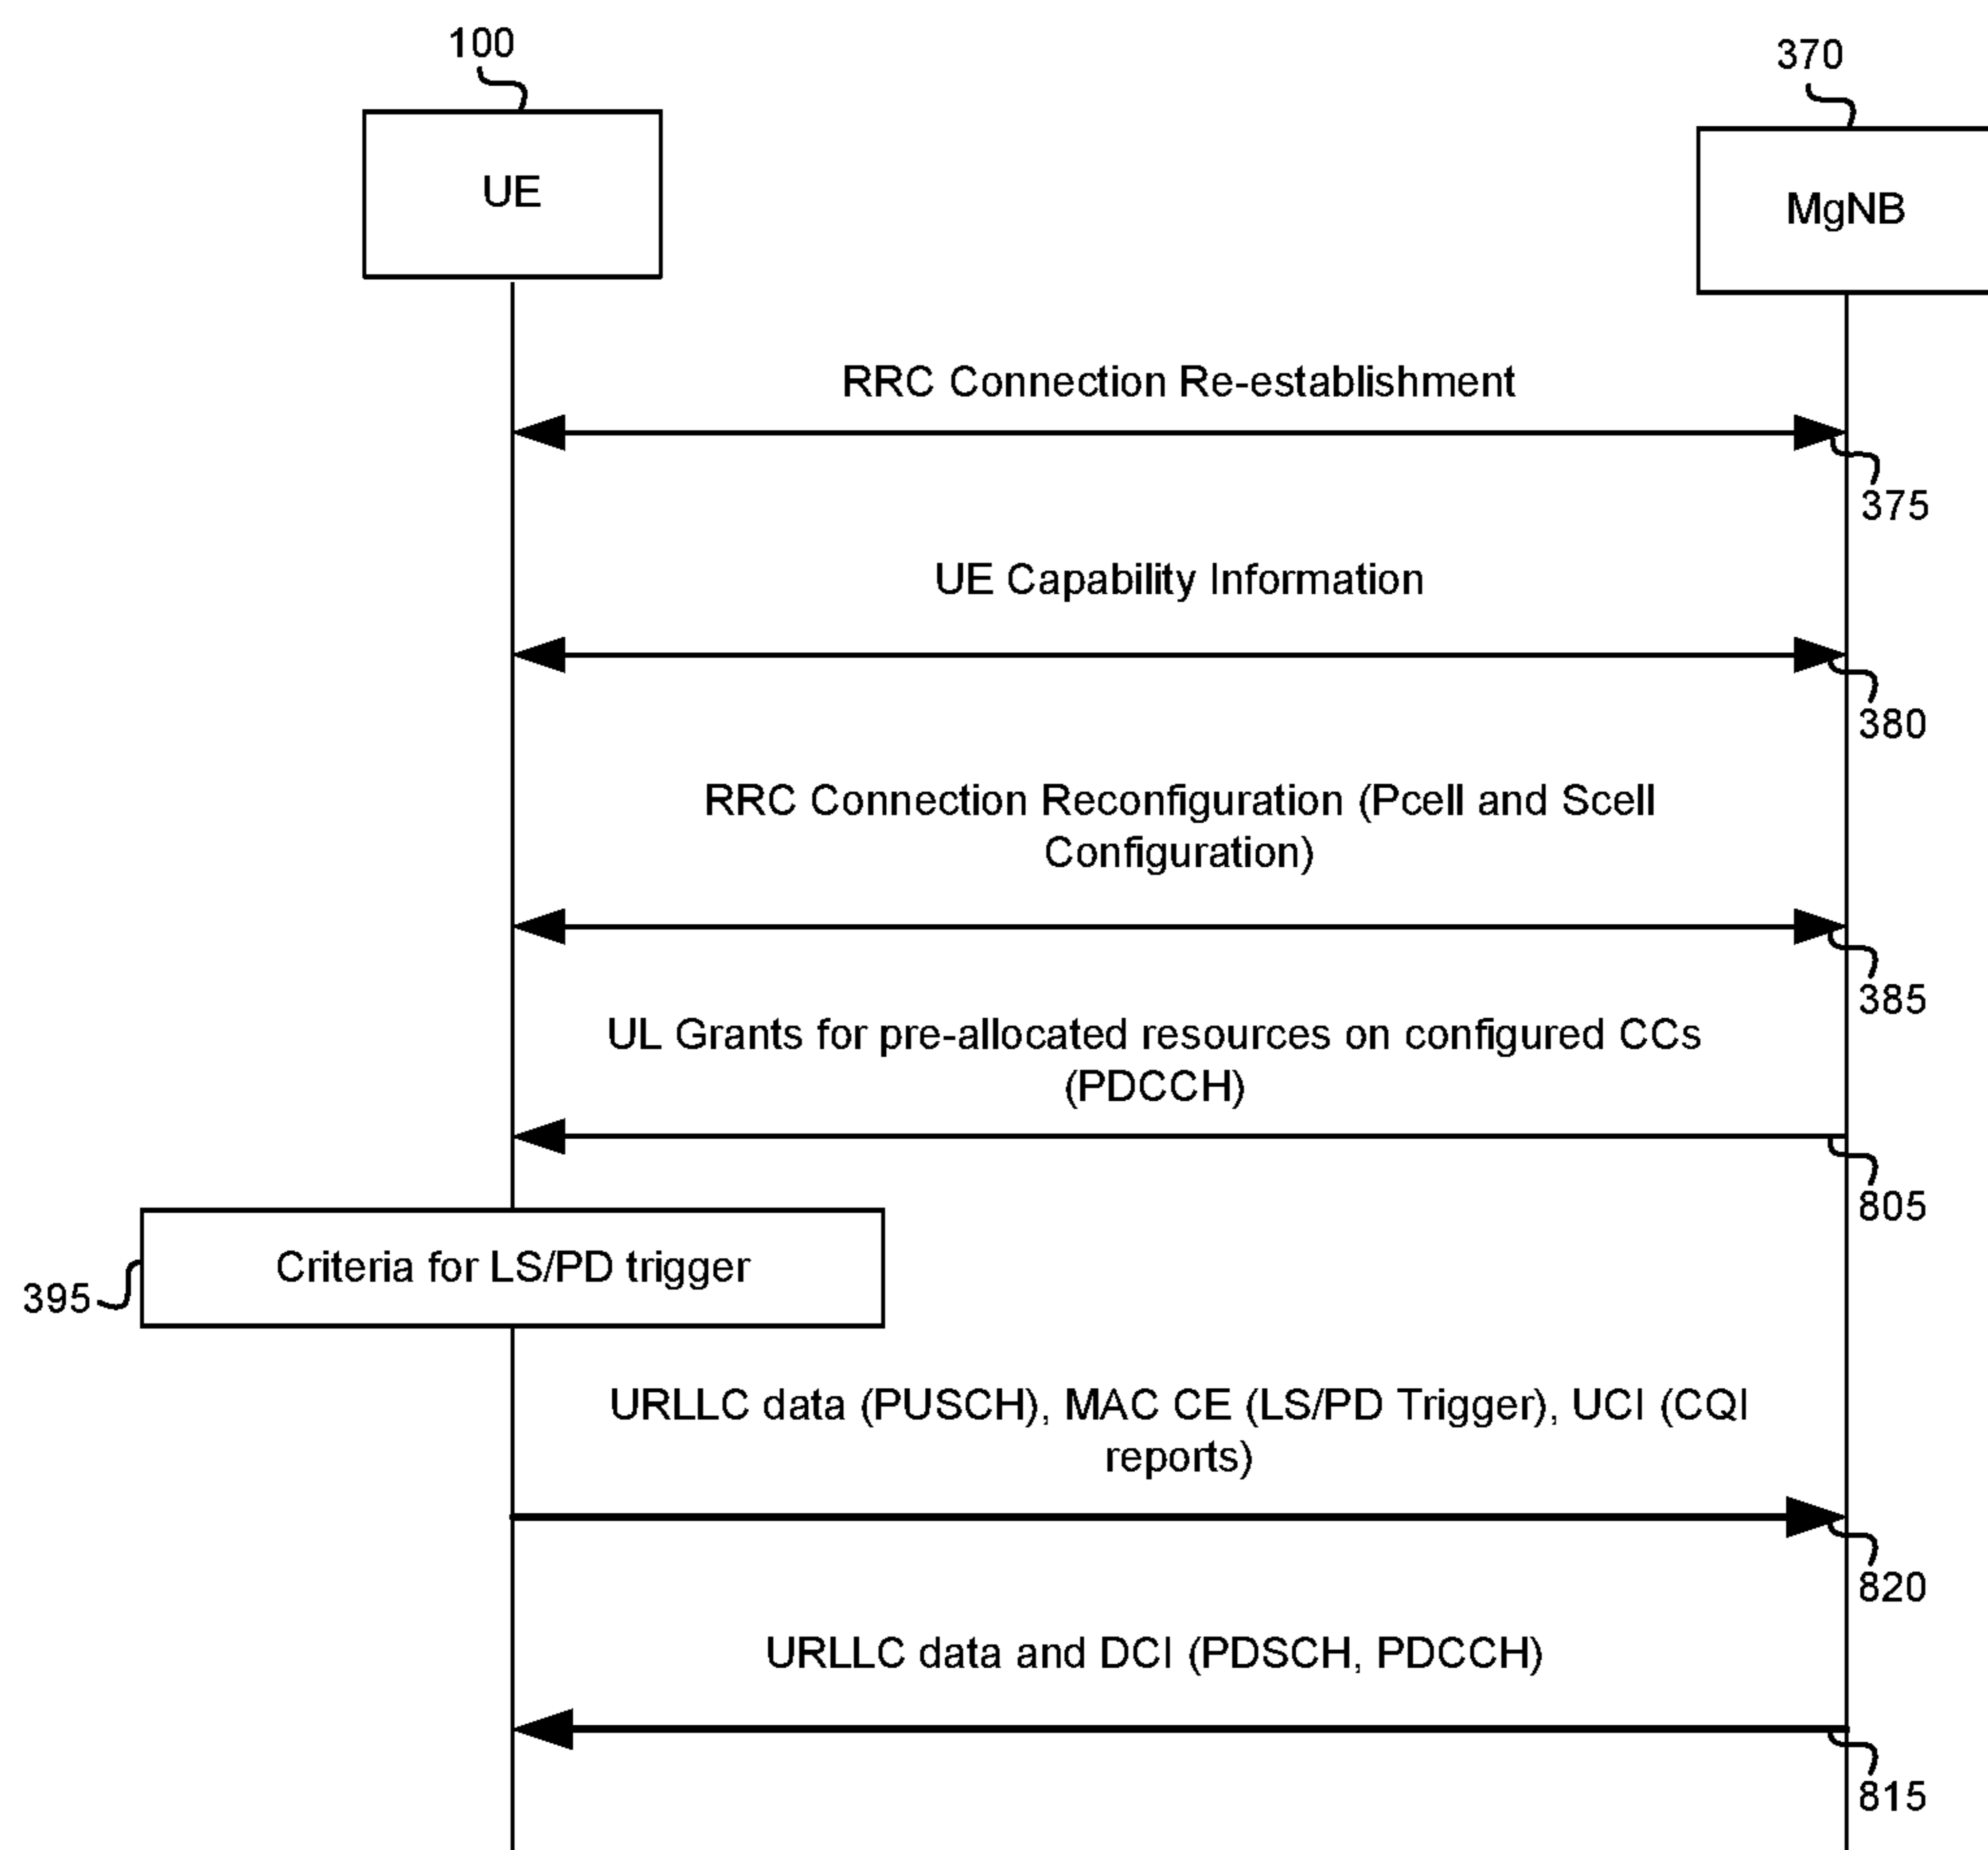 100
370
UE
MgNB
RRC Connection Re-establishment
375
UE Capability Information
380
RRC Connection Reconfiguration (Pcell and Scell
Configuration)
385
UL Grants for pre-allocated resources on configured CCs
(PDCCH)
805
Criteria for LS/PD trigger
395
URLLC data (PUSCH), MAC CE (LS/PD Trigger), UCI (CQI
reports)
820
URLLC data and DCI (PDSCH, PDCCH)
815